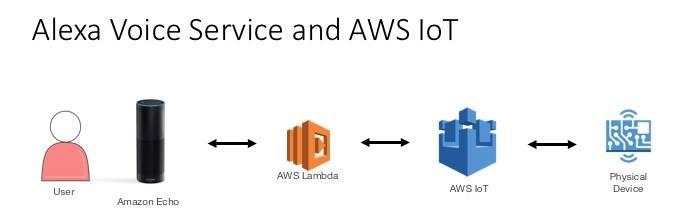 Alexa Voice Service and AWS IoT
User
Amazon Echo
AWS Lambda
AWS IoT
Physical
Device